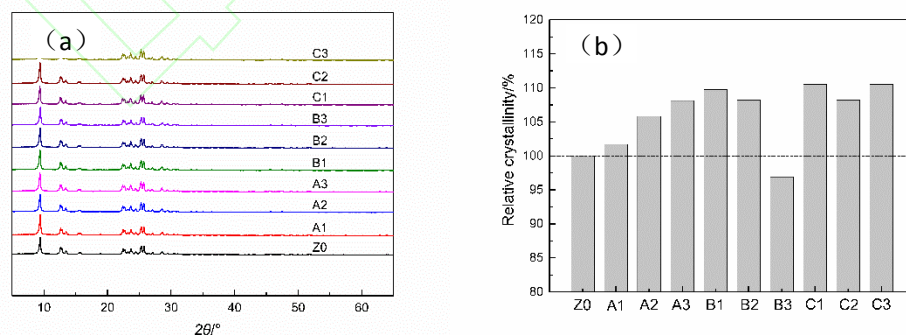 （a）
C3
C2
C1
B3
B2
B1
A3
A2
A1
Z0
10 20 30 40 50 60
2θ/°
（b）
Relative crystallinity/%
120
115
110
105
100
95
90
85
80
Z0 A1 A2 A3 B1 B2 B3 C1 C2 C3